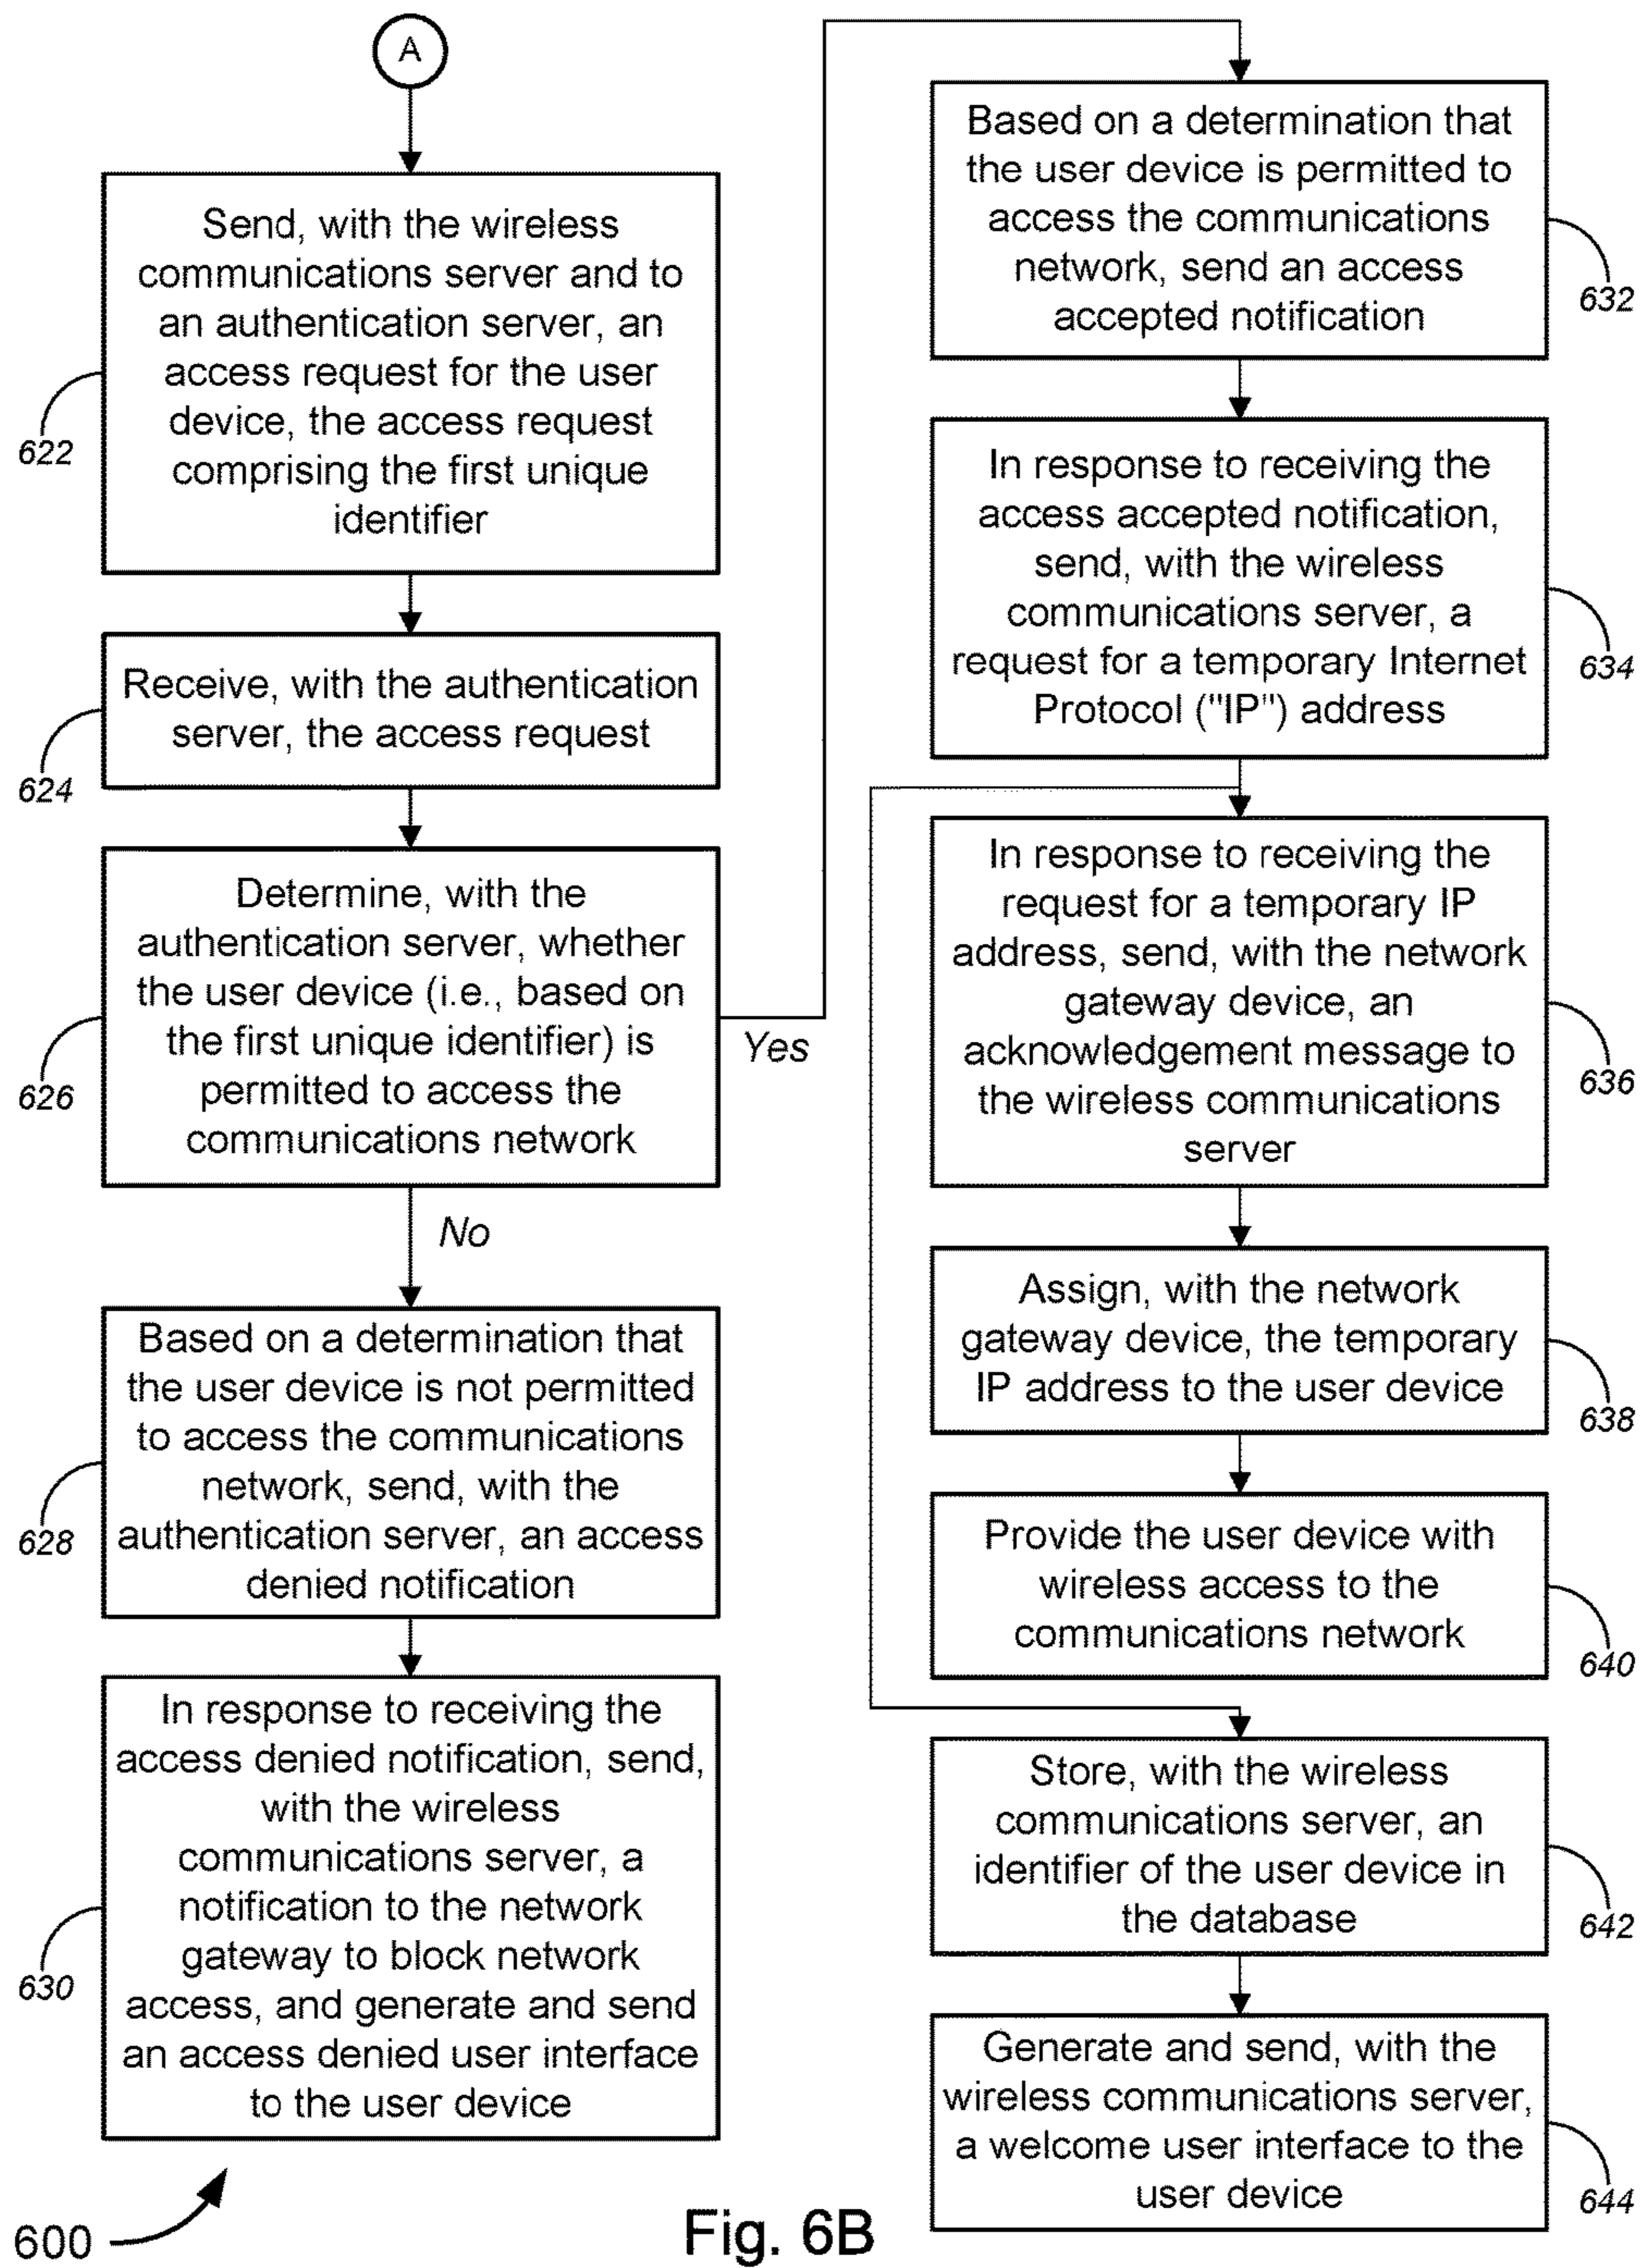 A
Send, with the wireless
communications server and to
an authentication server, an
access request for the user
device, the access request
comprising the first unique
identifier
622
Receive, with the authentication
server, the access request
624
Determine, with the
authentication server, whether
the user device (i.e., based on
the first unique identifier) is
permitted to access the
communications network
626
Yes
No
Based on a determination that
the user device is not permitted
to access the communications
network, send, with the
authentication server, an access
denied notification
628
In response to receiving the
access denied notification, send,
with the wireless
communications server, a
notification to the network
gateway to block network
access, and generate and send
an access denied user interface
to the user device
630
Based on a determination that
the user device is permitted to
access the communications
network, send an access
accepted notification
632
In response to receiving the
access accepted notification,
send, with the wireless
communications server, a
request for a temporary Internet
Protocol ("IP") address
634
In response to receiving the
request for a temporary IP
address, send, with the network
gateway device, an
acknowledgement message to
the wireless communications
server
636
Assign, with the network
gateway device, the temporary
IP address to the user device
638
Provide the user device with
wireless access to the
communications network
640
Store, with the wireless
communications server, an
identifier of the user device in
the database
642
Generate and send, with the
wireless communications server,
a welcome user interface to the
user device
644
600
Fig. 6B